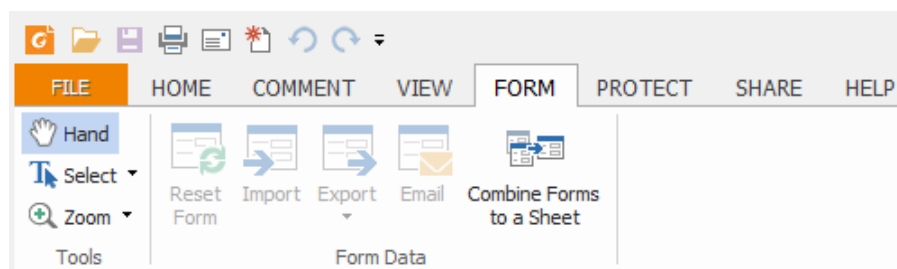 FILE HOME COMMENT VIEW FORM PROTECT SHARE HELP
Hand
Select
Zoom
Tools
Reset
Form
Import
Export
Email
Combine Forms
to a Sheet
Form Data